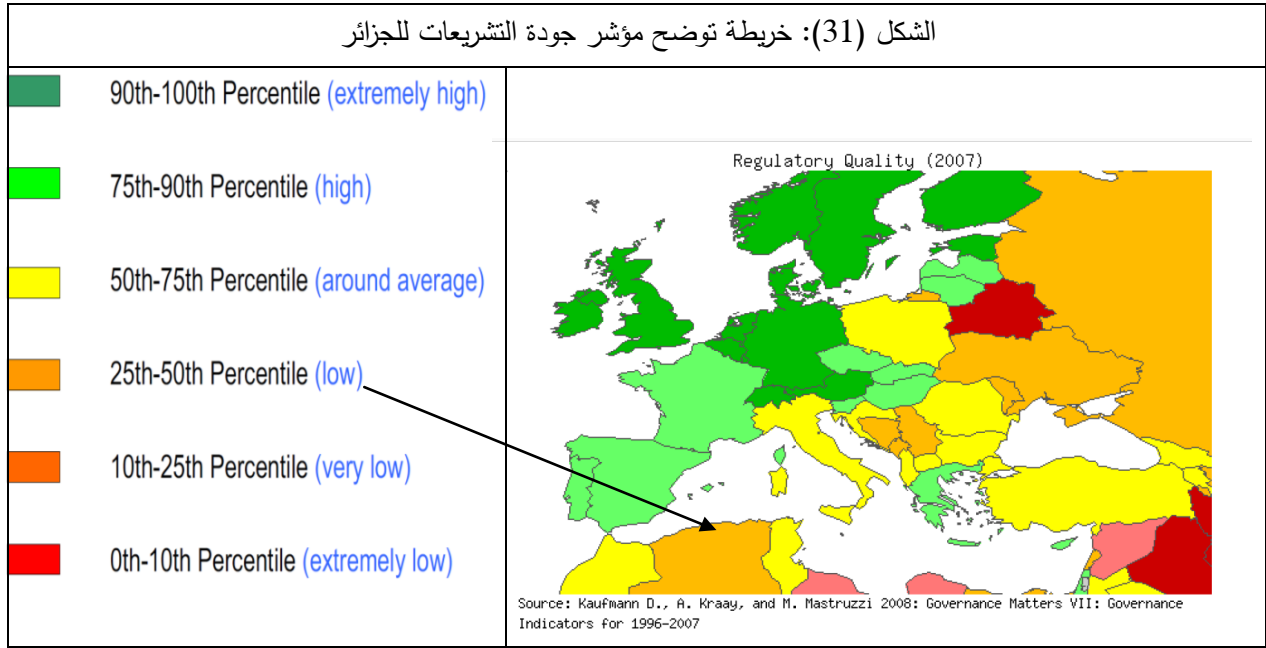 الشكل (31): خريطة توضح مؤشر جودة التشريعات للجزائر
90th-100th Percentile (extremely high)
75th-90th Percentile (high)
50th-75th Percentile (around average)
25th-50th Percentile (low)
10th-25th Percentile (very low)
0th-10th Percentile (extremely low)
Regulatory Quality (2007)
Source: Kaufmann D., A. Kraay, and M. Mastruzzi 2008: Governance Matters VII: Governance
Indicators for 1996-2007